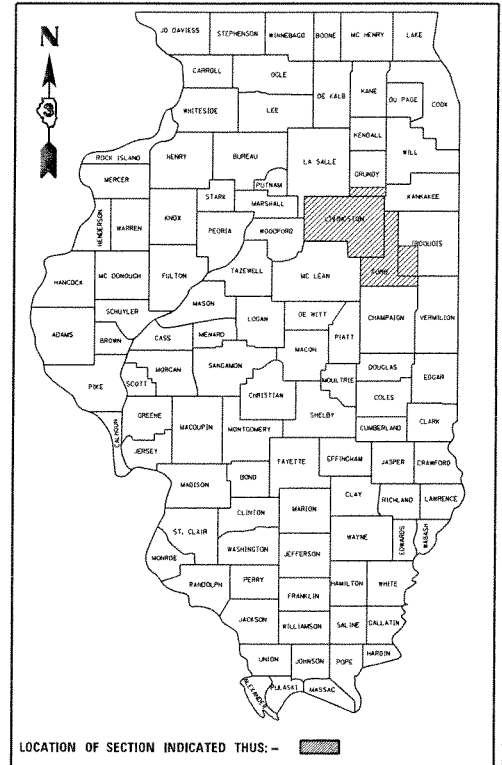 JO DAVIESS STEPHENSON WINNEBAGO BOONE MC HENRY LAKE
N
CARROLL OGLE DE KALB KANE DU PAGE COOK
3
WHITESIDE LEE KENDALL WILL
ROCK ISLAND HENRY BUREAU LA SALLE GRUNDY
MERCER PUTNAM KANKAKEE
STARK MARSHALL LIVINGSTON
HENDERSON WARREN KNOX PEORIA WOODFORD IROQUOIS
HANCOCK MC DONOUGH FULTON TAZEWELL MC LEAN FORD
SCHUYLER MASON LOGAN DE WITT CHAMPAIGN VERMILION
ADAMS BROWN CASS MENARD PIATT
MACON
MORGAN SANGAMON DOUGLAS EDGAR
PIKE SCOTT MOULTRIE COLES
CHRISTIAN
GREENE SHELBY
CALHOUN MACOUPIN MONTGOMERY CUMBERLAND CLARK
JERSEY
FAYETTE EFFINGHAM JASPER CRAWFORD
MADISON BOND
CLAY RICHLAND LAWRENCE
CLINTON MARION
ST. CLAIR WAYNE EDWARDS WABASH
WASHINGTON JEFFERSON
MONROE
RANDOLPH PERRY HAMILTON WHITE
FRANKLIN
JACKSON WILLIAMSON SALINE GALLATIN
HARDIN
UNION JOHNSON POPE
ALEXANDER PULASKI MASSAC
LOCATION OF SECTION INDICATED THUS: -